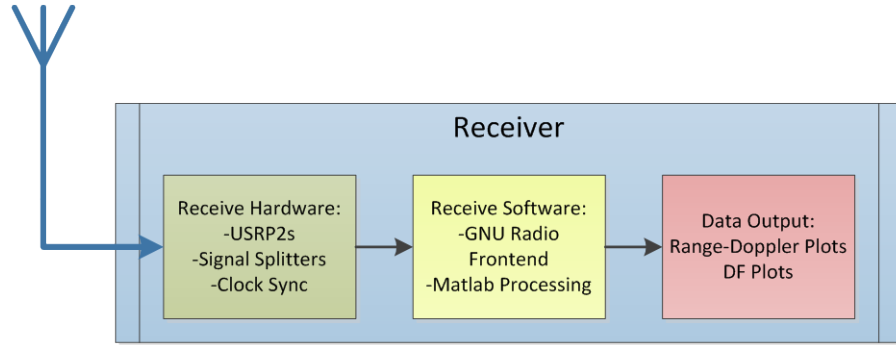 Receiver
Receive Hardware:
-USRP2s
-Signal Splitters
-Clock Sync
Receive Software:
-GNU Radio
Frontend
-Matlab Processing
Data Output:
Range-Doppler Plots
DF Plots